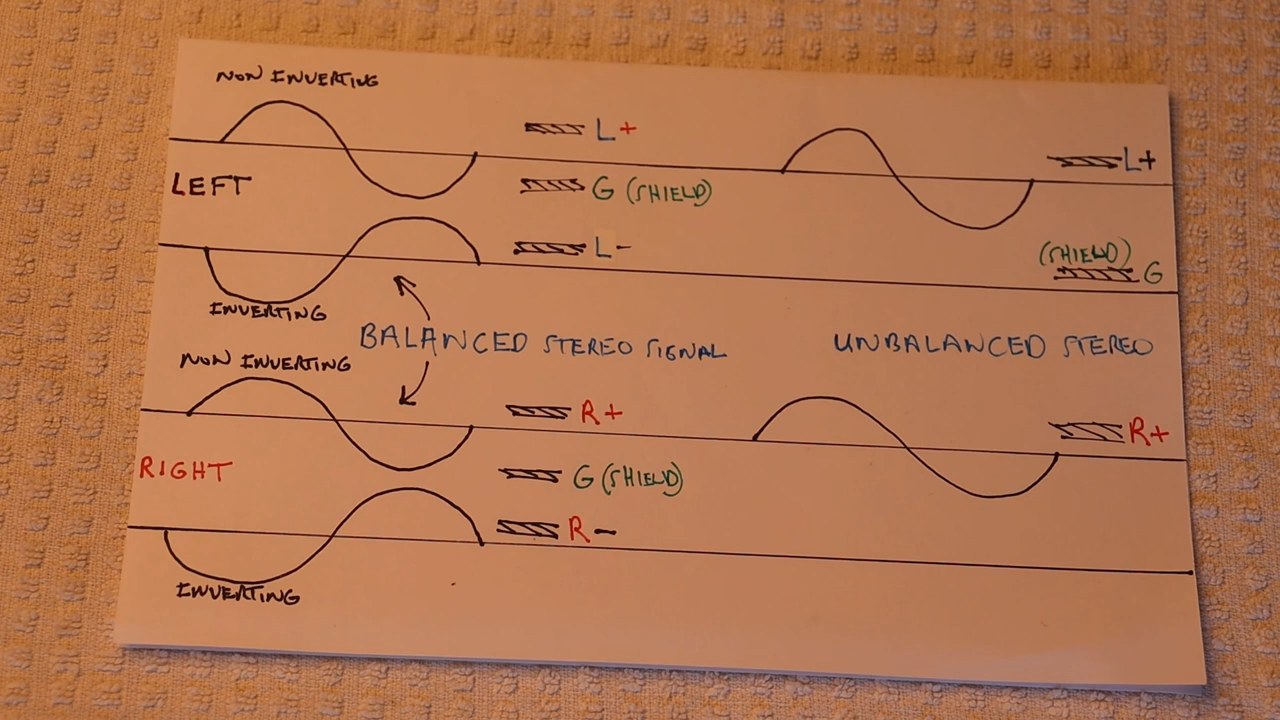 NON INVERTING
L+
L+
LEFT
G (SHIELD)
L-
(SHIELD)
G
INVERTING
BALANCED STEREO SIGNAL
UNBALANCED STEREO
NON INVERTING
R+
R+
RIGHT
G (SHIELD)
R-
INVERTING